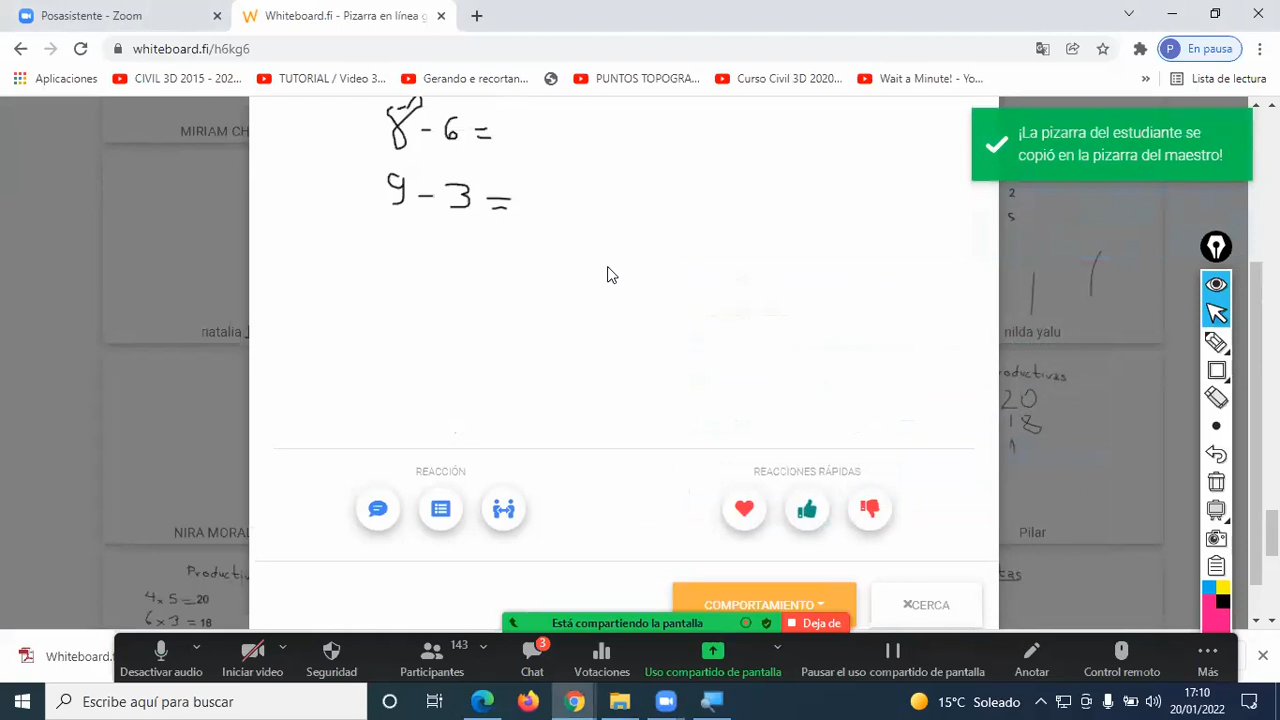 Posasistente - Zoom
Whiteboard.fi - Pizarra en línea g
whiteboard.fi/h6kg6
En pausa
Aplicaciones
CIVIL 3D 2015 - 202...
TUTORIAL / Video 3...
Gerando e recortan...
PUNTOS TOPOGRA...
Curso Civil 3D 2020...
Wait a Minute! - Yo...
»
Lista de lectura
MIRIAM CH
8 - 6 =
9 - 3 =
¡La pizarra del estudiante se
copió en la pizarra del maestro!
2
5
natalia
nilda yalu
20
18
REACCIÓN
REACCIONES RÁPIDAS
NIRA MORAL
Pilar
4 x 5 = 20
6 x 3 = 18
COMPORTAMIENTO
CERCA
Está compartiendo la pantalla
Deja de
Whiteboard.f
Desactivar audio
Iniciar video
Seguridad
143
Participantes
3
Chat
Votaciones
Uso compartido de pantalla
Pausar el uso compartido de pantalla
Anotar
Control remoto
Más
Escribe aquí para buscar
15°C Soleado
17:10
20/01/2022